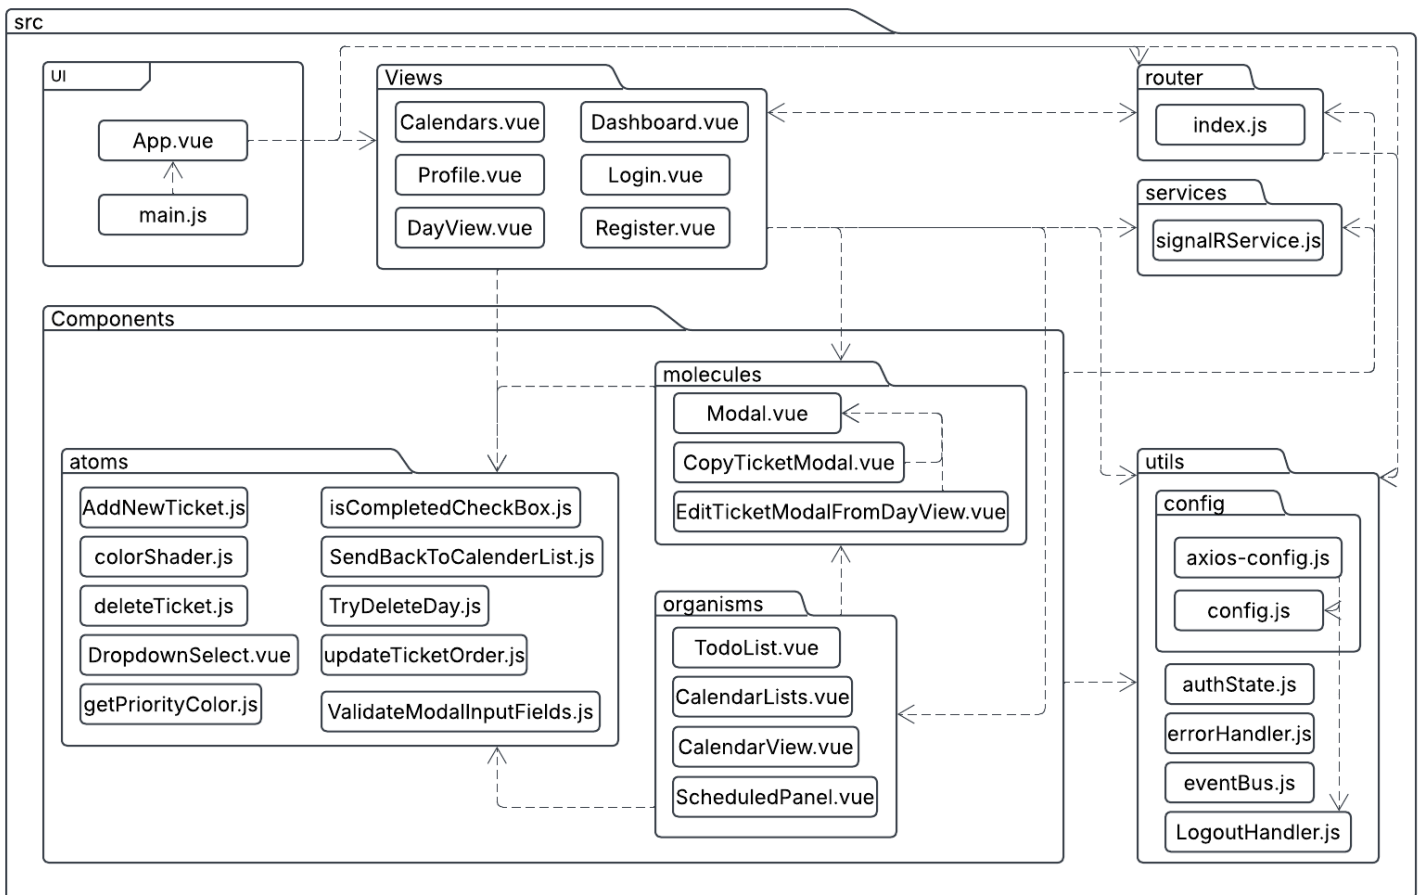 src
UI
App.vue
main.js
Views
Calendars.vue
Dashboard.vue
Profile.vue
Login.vue
DayView.vue
Register.vue
router
index.js
services
signalRService.js
Components
molecules
Modal.vue
CopyTicketModal.vue
EditTicketModalFromDayView.vue
atoms
AddNewTicket.js
isCompletedCheckBox.js
colorShader.js
SendBackToCalenderList.js
deleteTicket.js
TryDeleteDay.js
DropdownSelect.vue
updateTicketOrder.js
getPriorityColor.js
ValidateModalInputFields.js
organisms
TodoList.vue
CalendarLists.vue
CalendarView.vue
ScheduledPanel.vue
utils
config
axios-config.js
config.js
authState.js
errorHandler.js
eventBus.js
LogoutHandler.js